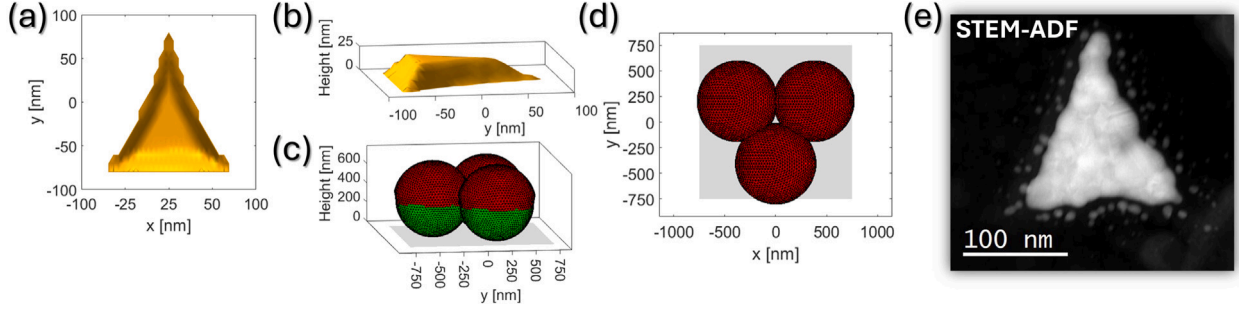 (a)
100
50
0
-50
-100
y [nm]
-100 -50 25 50 100
x [nm]
(b)
25
0
Height [nm]
-100 -50 0 50 100
y [nm]
(c)
600
400
200
0
Height [nm]
-750 -500 -250 0 250 500 750
y [nm]
(d)
750
500
250
0
-250
-500
-750
y [nm]
-1000 -500 0 500 1000
x [nm]
(e)
STEM-ADF
100 nm